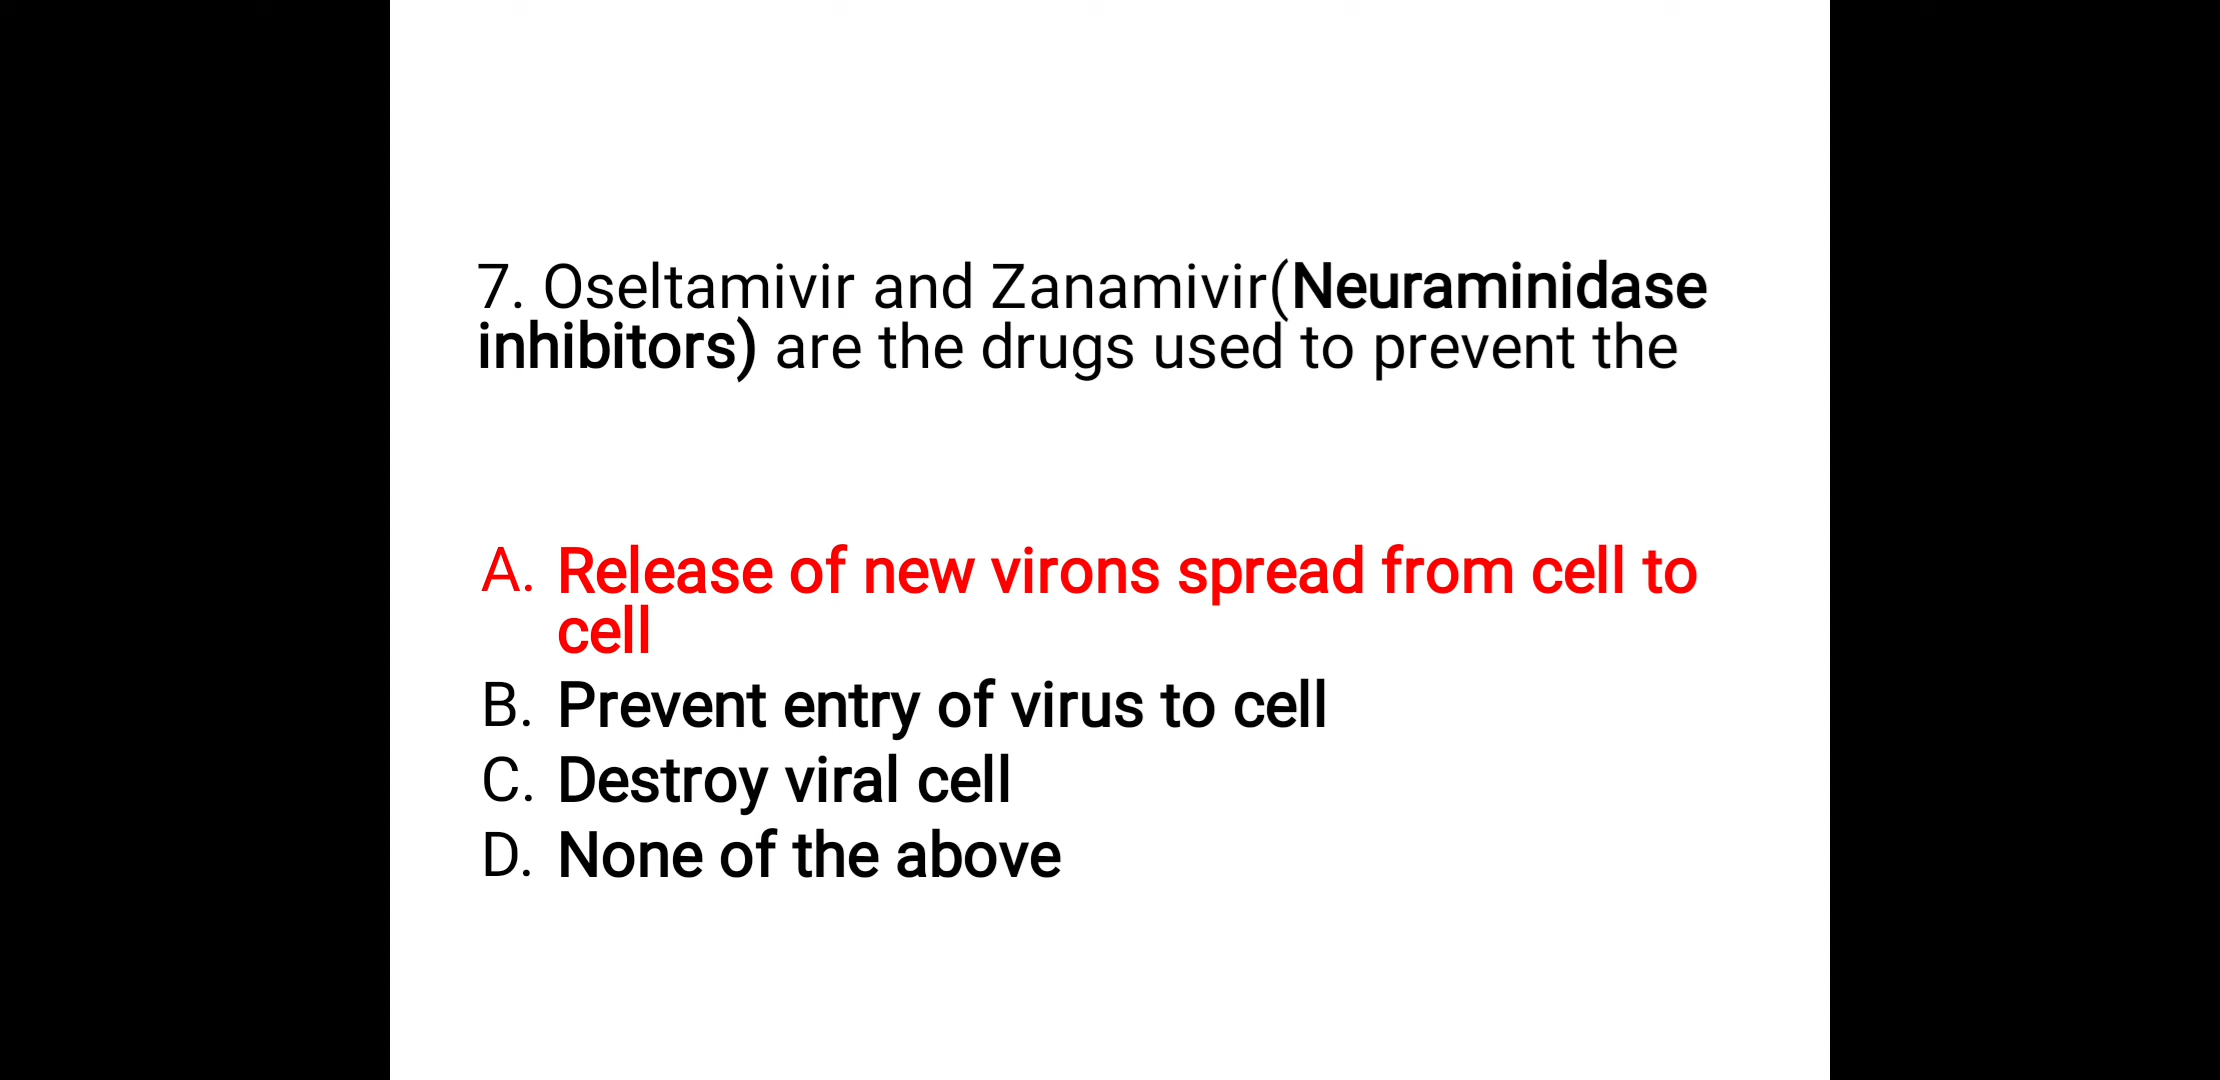 7. Oseltamivir and Zanamivir(Neuraminidase
inhibitors) are the drugs used to prevent the
A. Release of new virons spread from cell to
cell
B. Prevent entry of virus to cell
C. Destroy viral cell
D. None of the above